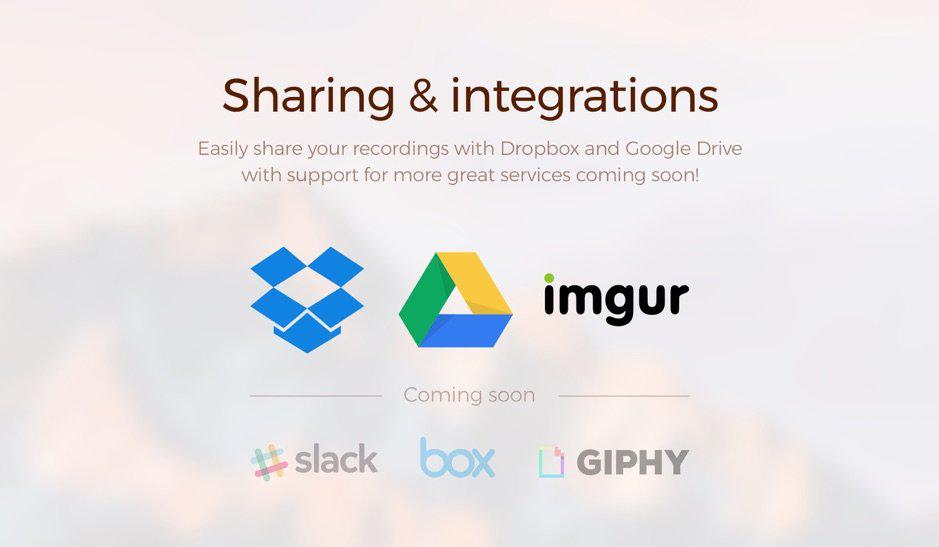 Sharing & integrations
Easily share your recordings with Dropbox and Google Drive
with support for more great services coming soon!
imgur
Coming soon
slack box GIPHY